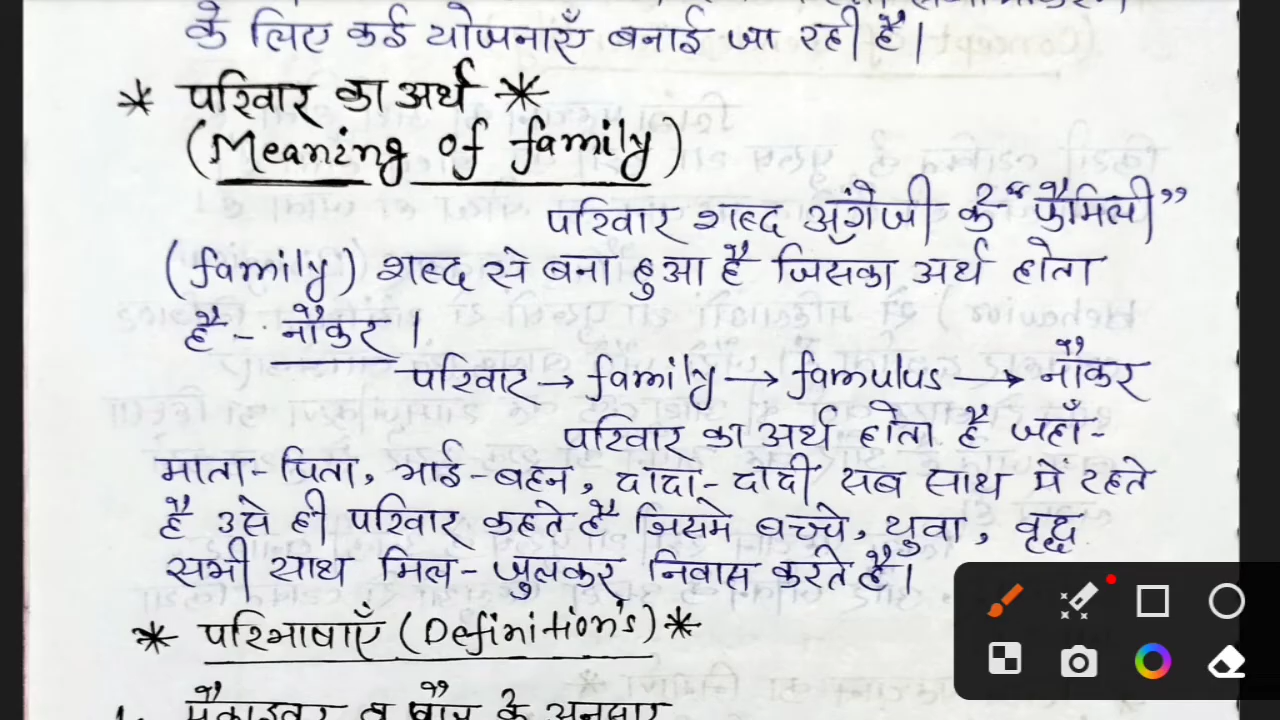 के लिए कई योजनाएँ बनाई जा रही है।
* परिवार का अर्थ *
(Meaning of family)
परिवार शब्द अंग्रेजी के “फैमिली”
(family) शब्द से बना हुआ है जिसका अर्थ होता
है - नौकर।
परिवार → family → famulus → नौकर
परिवार का अर्थ होता है जहाँ-
माता-पिता, भाई-बहन, दादा-दादी सब साथ में रहते
है उसे ही परिवार कहते है जिसमे बच्चे, युवा, वृद्ध
सभी साथ मिल-जुलकर निवास करते है।
* परिभाषाएँ (Definition's) *
के अनुसार